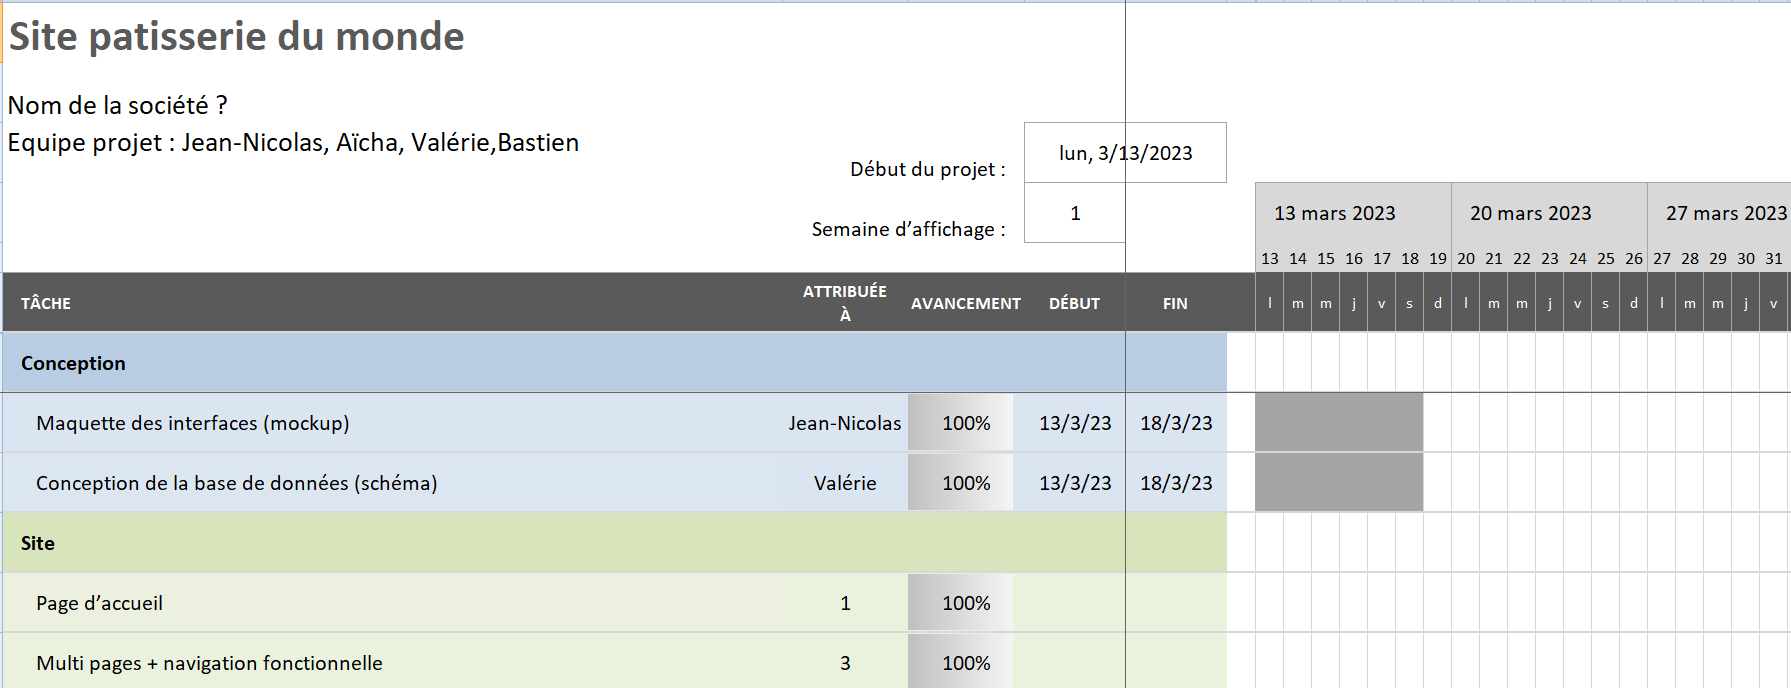 Site patisserie du monde
Nom de la société ?
Equipe projet : Jean-Nicolas, Aïcha, Valérie,Bastien
Début du projet : lun, 3/13/2023
Semaine d’affichage : 1
13 mars 2023 20 mars 2023 27 mars 2023
13 14 15 16 17 18 19 20 21 22 23 24 25 26 27 28 29 30 31
TÂCHE ATTRIBUÉE À AVANCEMENT DÉBUT FIN l m m j v s d l m m j v s d l m m j v
Conception
Maquette des interfaces (mockup) Jean-Nicolas 100% 13/3/23 18/3/23
Conception de la base de données (schéma) Valérie 100% 13/3/23 18/3/23
Site
Page d’accueil 1 100%
Multi pages + navigation fonctionnelle 3 100%